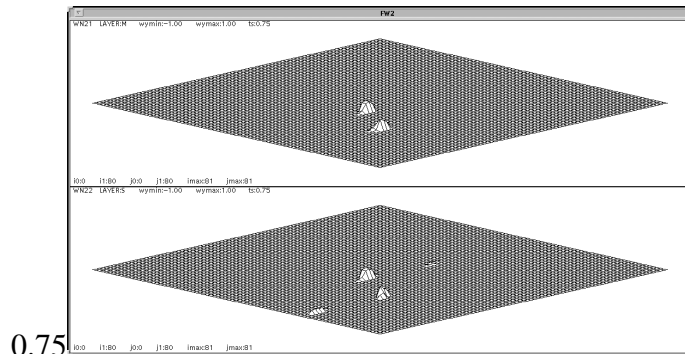 FW2
WN21 LAYER:M wymin:-1.00 wymax:1.00 ts:0.75
i0:0 i1:80 j0:0 j1:80 imax:81 jmax:81
WN22 LAYER:S wymin:-1.00 wymax:1.00 ts:0.75
0.75
i0:0 i1:80 j0:0 j1:80 imax:81 jmax:81